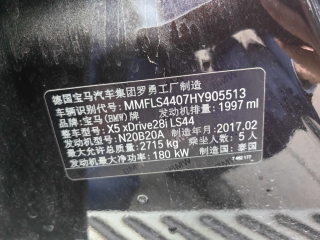 德国宝马汽车集团罗勇工厂制造
车辆识别代号: MMFLS4407HY905513
品牌: 宝马(BMW)牌 发动机排量: 1997 ml
整车型号: X5 xDrive28i LS44
发动机型号: N20B20A 制造年月: 2017.02
最大允许总质量: 2715 kg 乘坐人数: 5 人
发动机最大净功率: 180 kW 制造国: 泰国